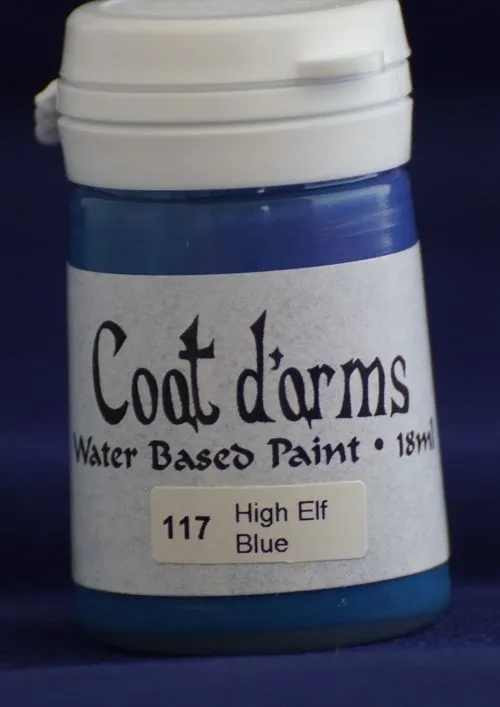 Coat d'arms
Water Based Paint • 18ml
117 High Elf
Blue